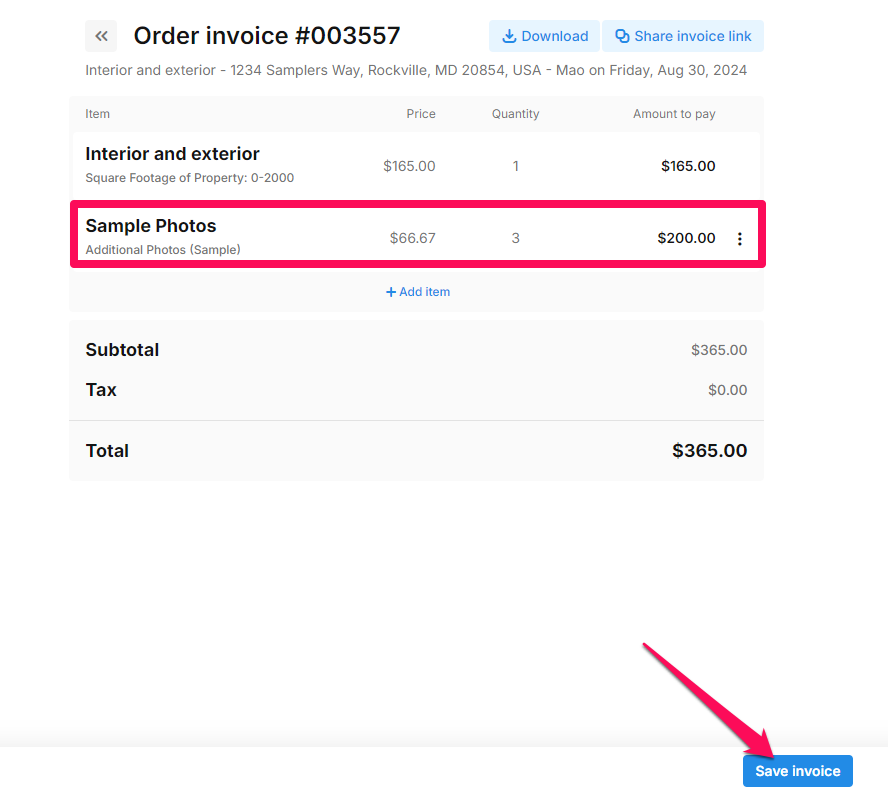 Order invoice #003557
Download
Share invoice link
Interior and exterior - 1234 Samplers Way, Rockville, MD 20854, USA - Mao on Friday, Aug 30, 2024
Item Price Quantity Amount to pay
Interior and exterior
Square Footage of Property: 0-2000
$165.00 1 $165.00
Sample Photos
Additional Photos (Sample)
$66.67 3 $200.00
+ Add item
Subtotal $365.00
Tax $0.00
Total $365.00
Save invoice